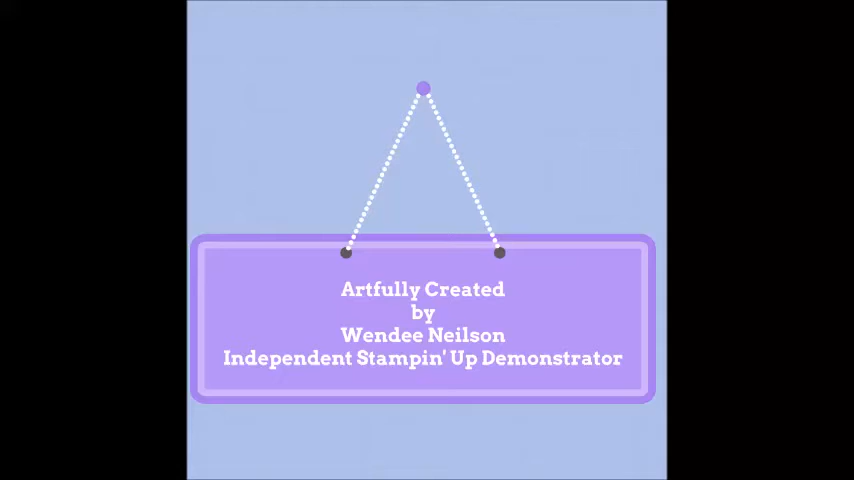 Artfully Created
by
Wendee Neilson
Independent Stampin' Up Demonstrator